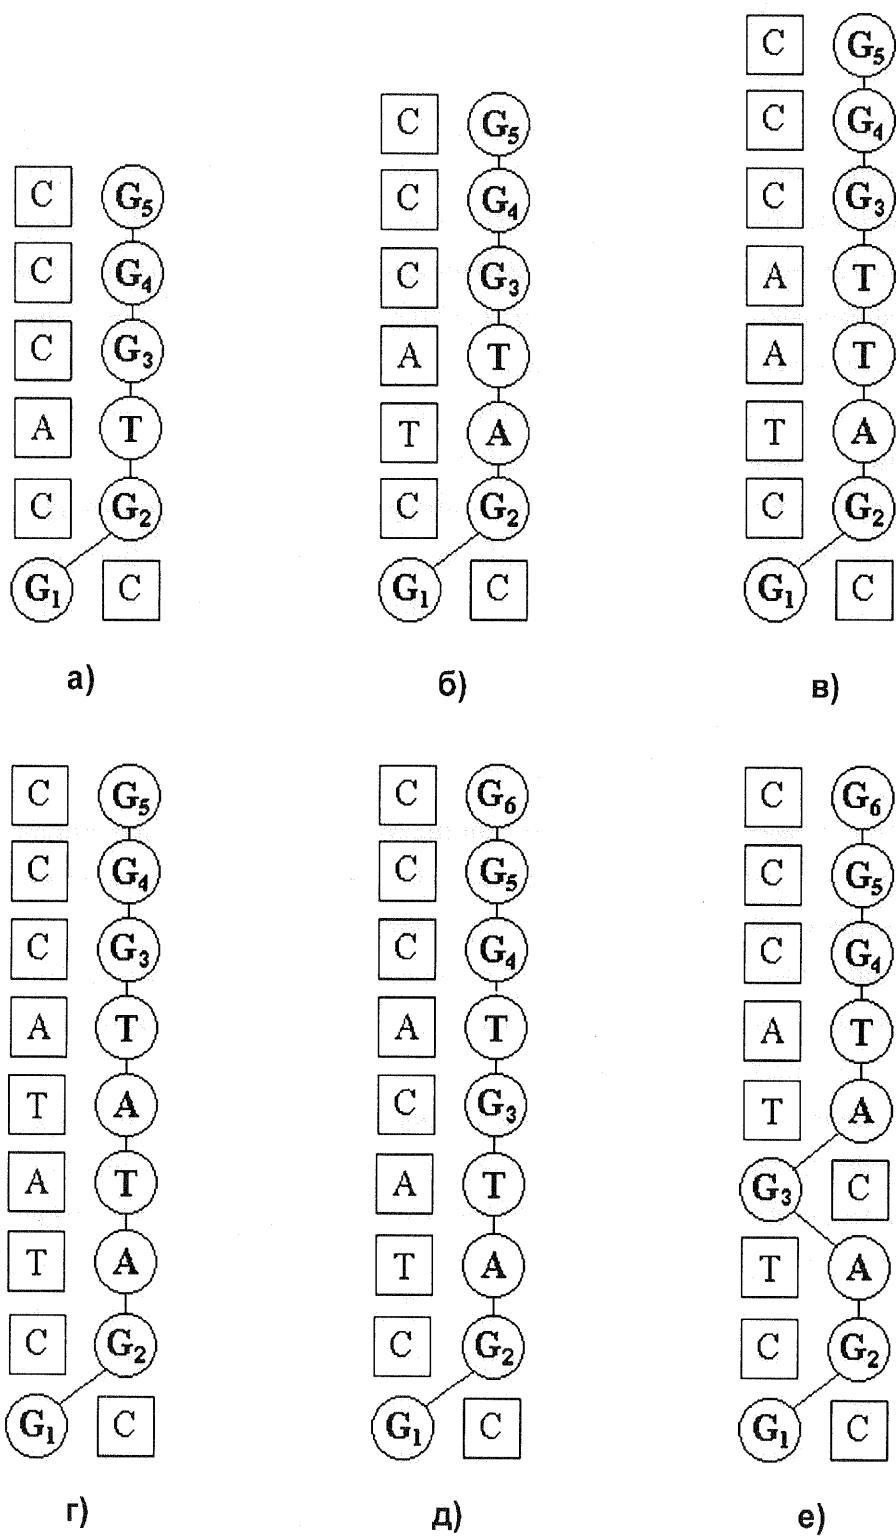 C G₅
C G₄
C G₃
A T
C G₂
G₁ C
а)
C G₅
C G₄
C G₃
A T
T A
C G₂
G₁ C
б)
C G₅
C G₄
C G₃
A T
A T
T A
C G₂
G₁ C
в)
C G₅
C G₄
C G₃
A T
T A
A T
T A
C G₂
G₁ C
г)
C G₆
C G₅
C G₄
A T
C G₃
A T
T A
C G₂
G₁ C
д)
C G₆
C G₅
C G₄
A T
T A
G₃ C
T A
C G₂
G₁ C
е)